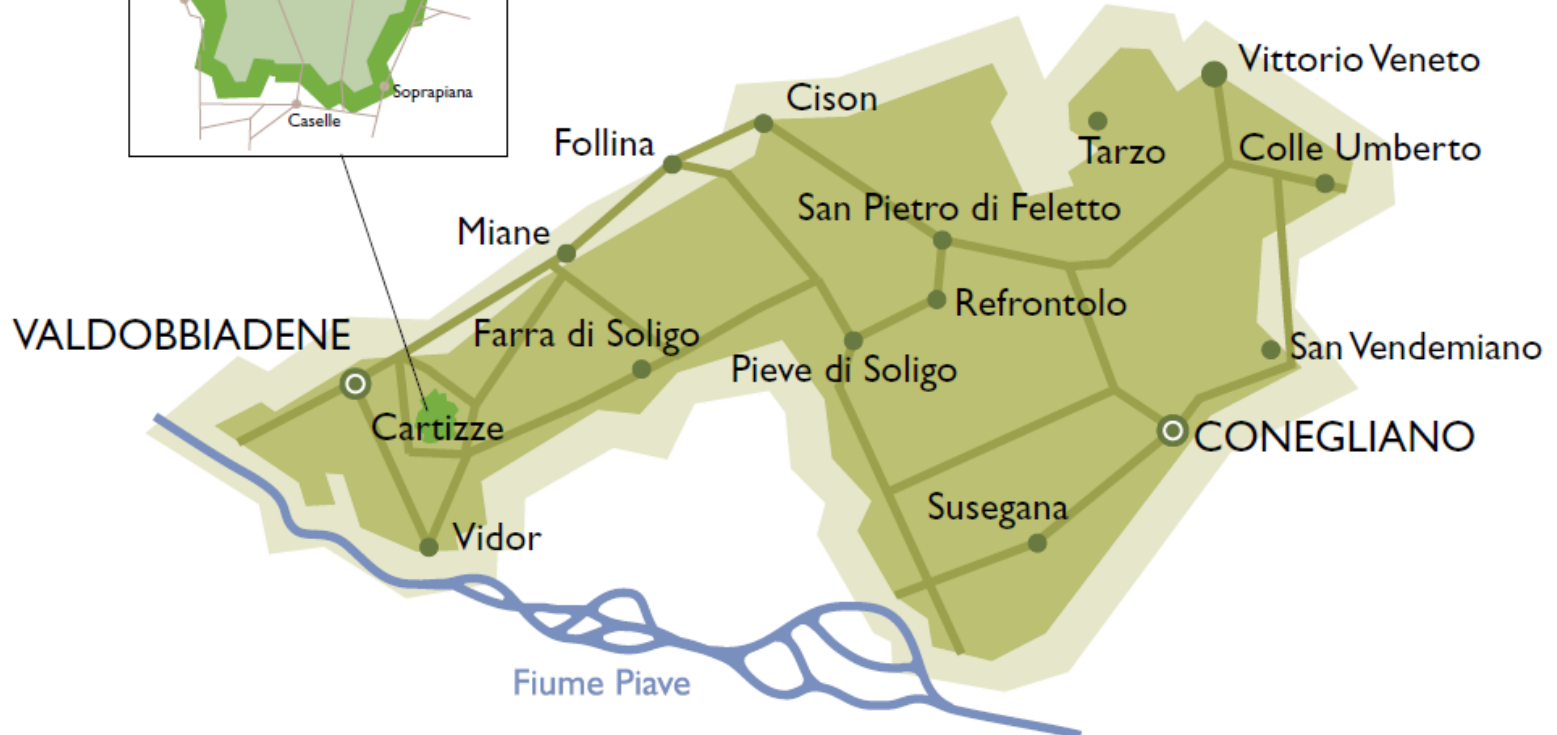 Soprapiana
Caselle
Vittorio Veneto
Cison
Follina
Tarzo
Colle Umberto
San Pietro di Feletto
Miane
Refrontolo
VALDOBBIADENE
Farra di Soligo
San Vendemiano
Pieve di Soligo
Cartizze
CONEGLIANO
Susegana
Vidor
Fiume Piave